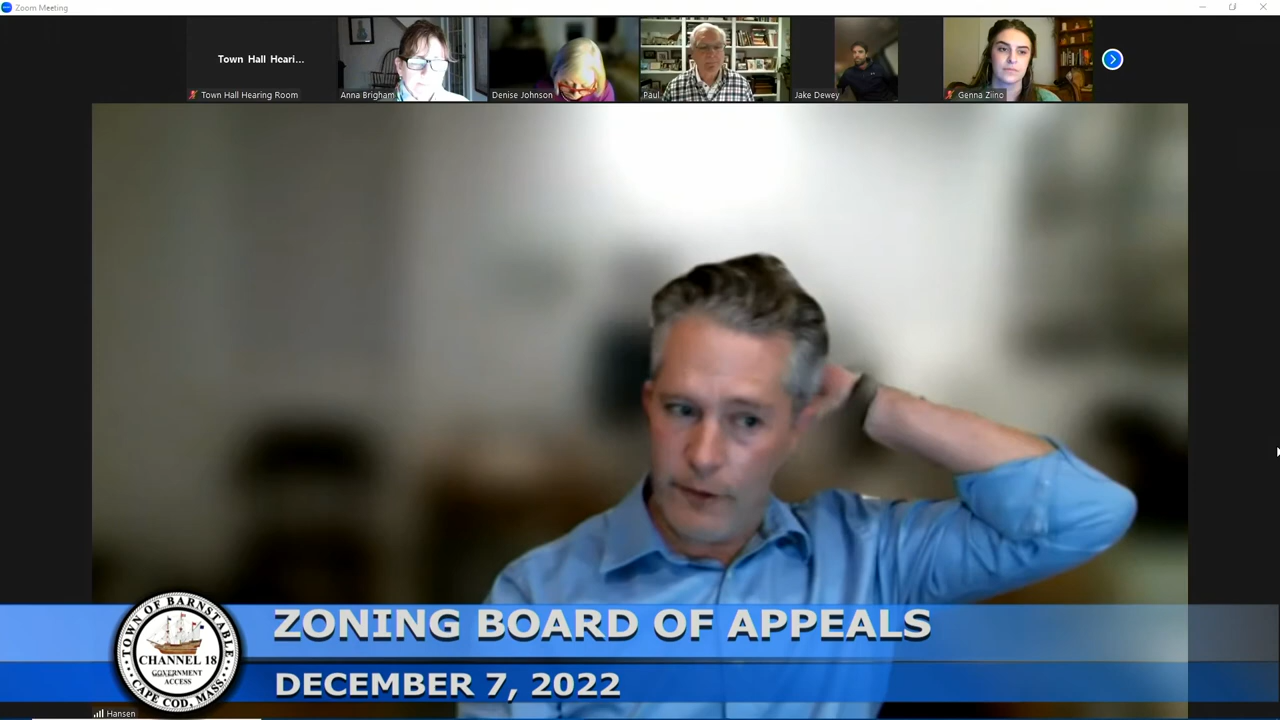 Zoom Meeting
Town Hall Heari...
Town Hall Hearing Room
Anna Brigham
Denise Johnson
Paul
Jake Dewey
Genna Ziino
ZONING BOARD OF APPEALS
DECEMBER 7, 2022
TOWN OF BARNSTABLE
CHANNEL 18
GOVERNMENT
ACCESS
CAPE COD, MASS.
Hansen